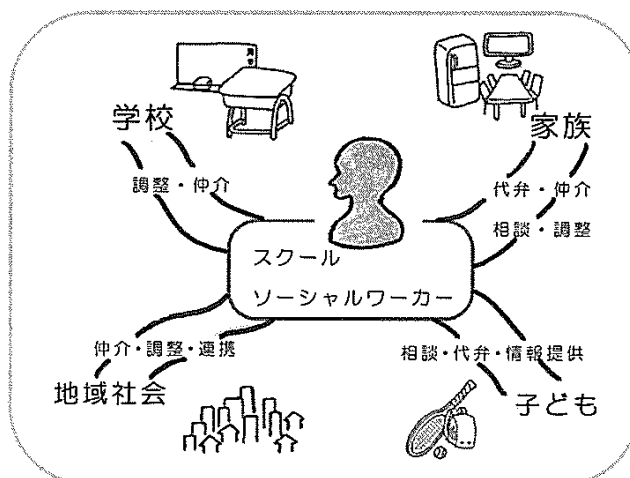 学校
家族
調整・仲介
代弁・仲介
相談・調整
スクール
ソーシャルワーカー
仲介・調整・連携
相談・代弁・情報提供
地域社会
子ども